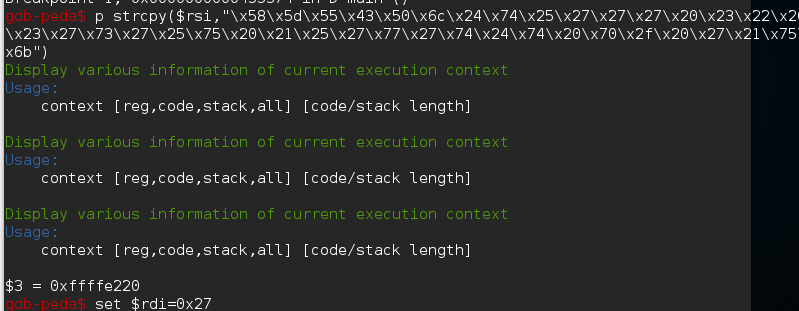 gdb-peda$ p strcpy($rsi,"\x58\x5d\x55\x43\x50\x6c\x24\x74\x25\x27\x27\x27\x20\x23\x22\x20
\x23\x27\x73\x27\x25\x75\x20\x21\x25\x27\x77\x27\x74\x24\x74\x20\x70\x2f\x20\x27\x21\x75
x6b")
Display various information of current execution context
Usage:
    context [reg,code,stack,all] [code/stack length]
Display various information of current execution context
Usage:
    context [reg,code,stack,all] [code/stack length]
Display various information of current execution context
Usage:
    context [reg,code,stack,all] [code/stack length]
$3 = 0xffffe220
gdb-peda$ set $rdi=0x27